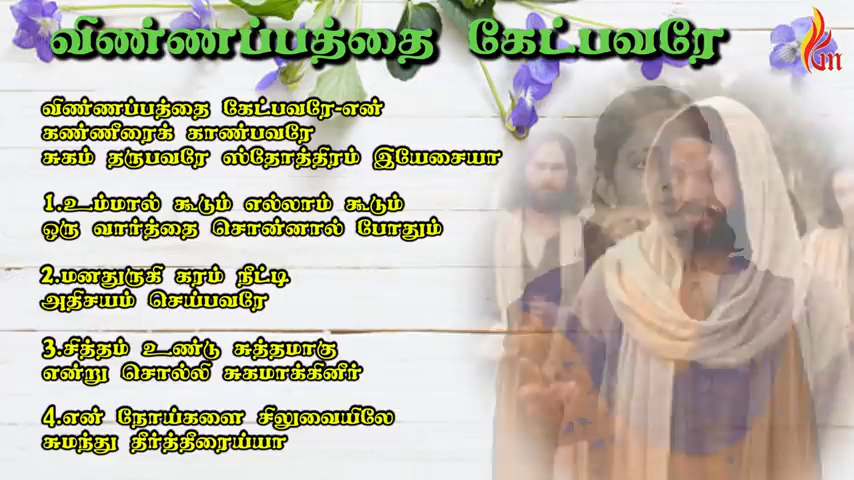 விண்ணப்பத்தை கேட்பவரே
விண்ணப்பத்தை கேட்பவரே-என்
கண்ணீரைக் காண்பவரே
சுகம் தருபவரே ஸ்தோத்திரம் இயேசையா
1.உம்மால் கூடும் எல்லாம் கூடும்
ஒரு வார்த்தை சொன்னால் போதும்
2.மனதுருகி கரம் நீட்டி
அதிசயம் செய்பவரே
3.சித்தம் உண்டு சுத்தமாகு
என்று சொல்லி சுகமாக்கினீர்
4.என் நோய்களை சிலுவையிலே
சுமந்து தீர்த்தீரைய்யா